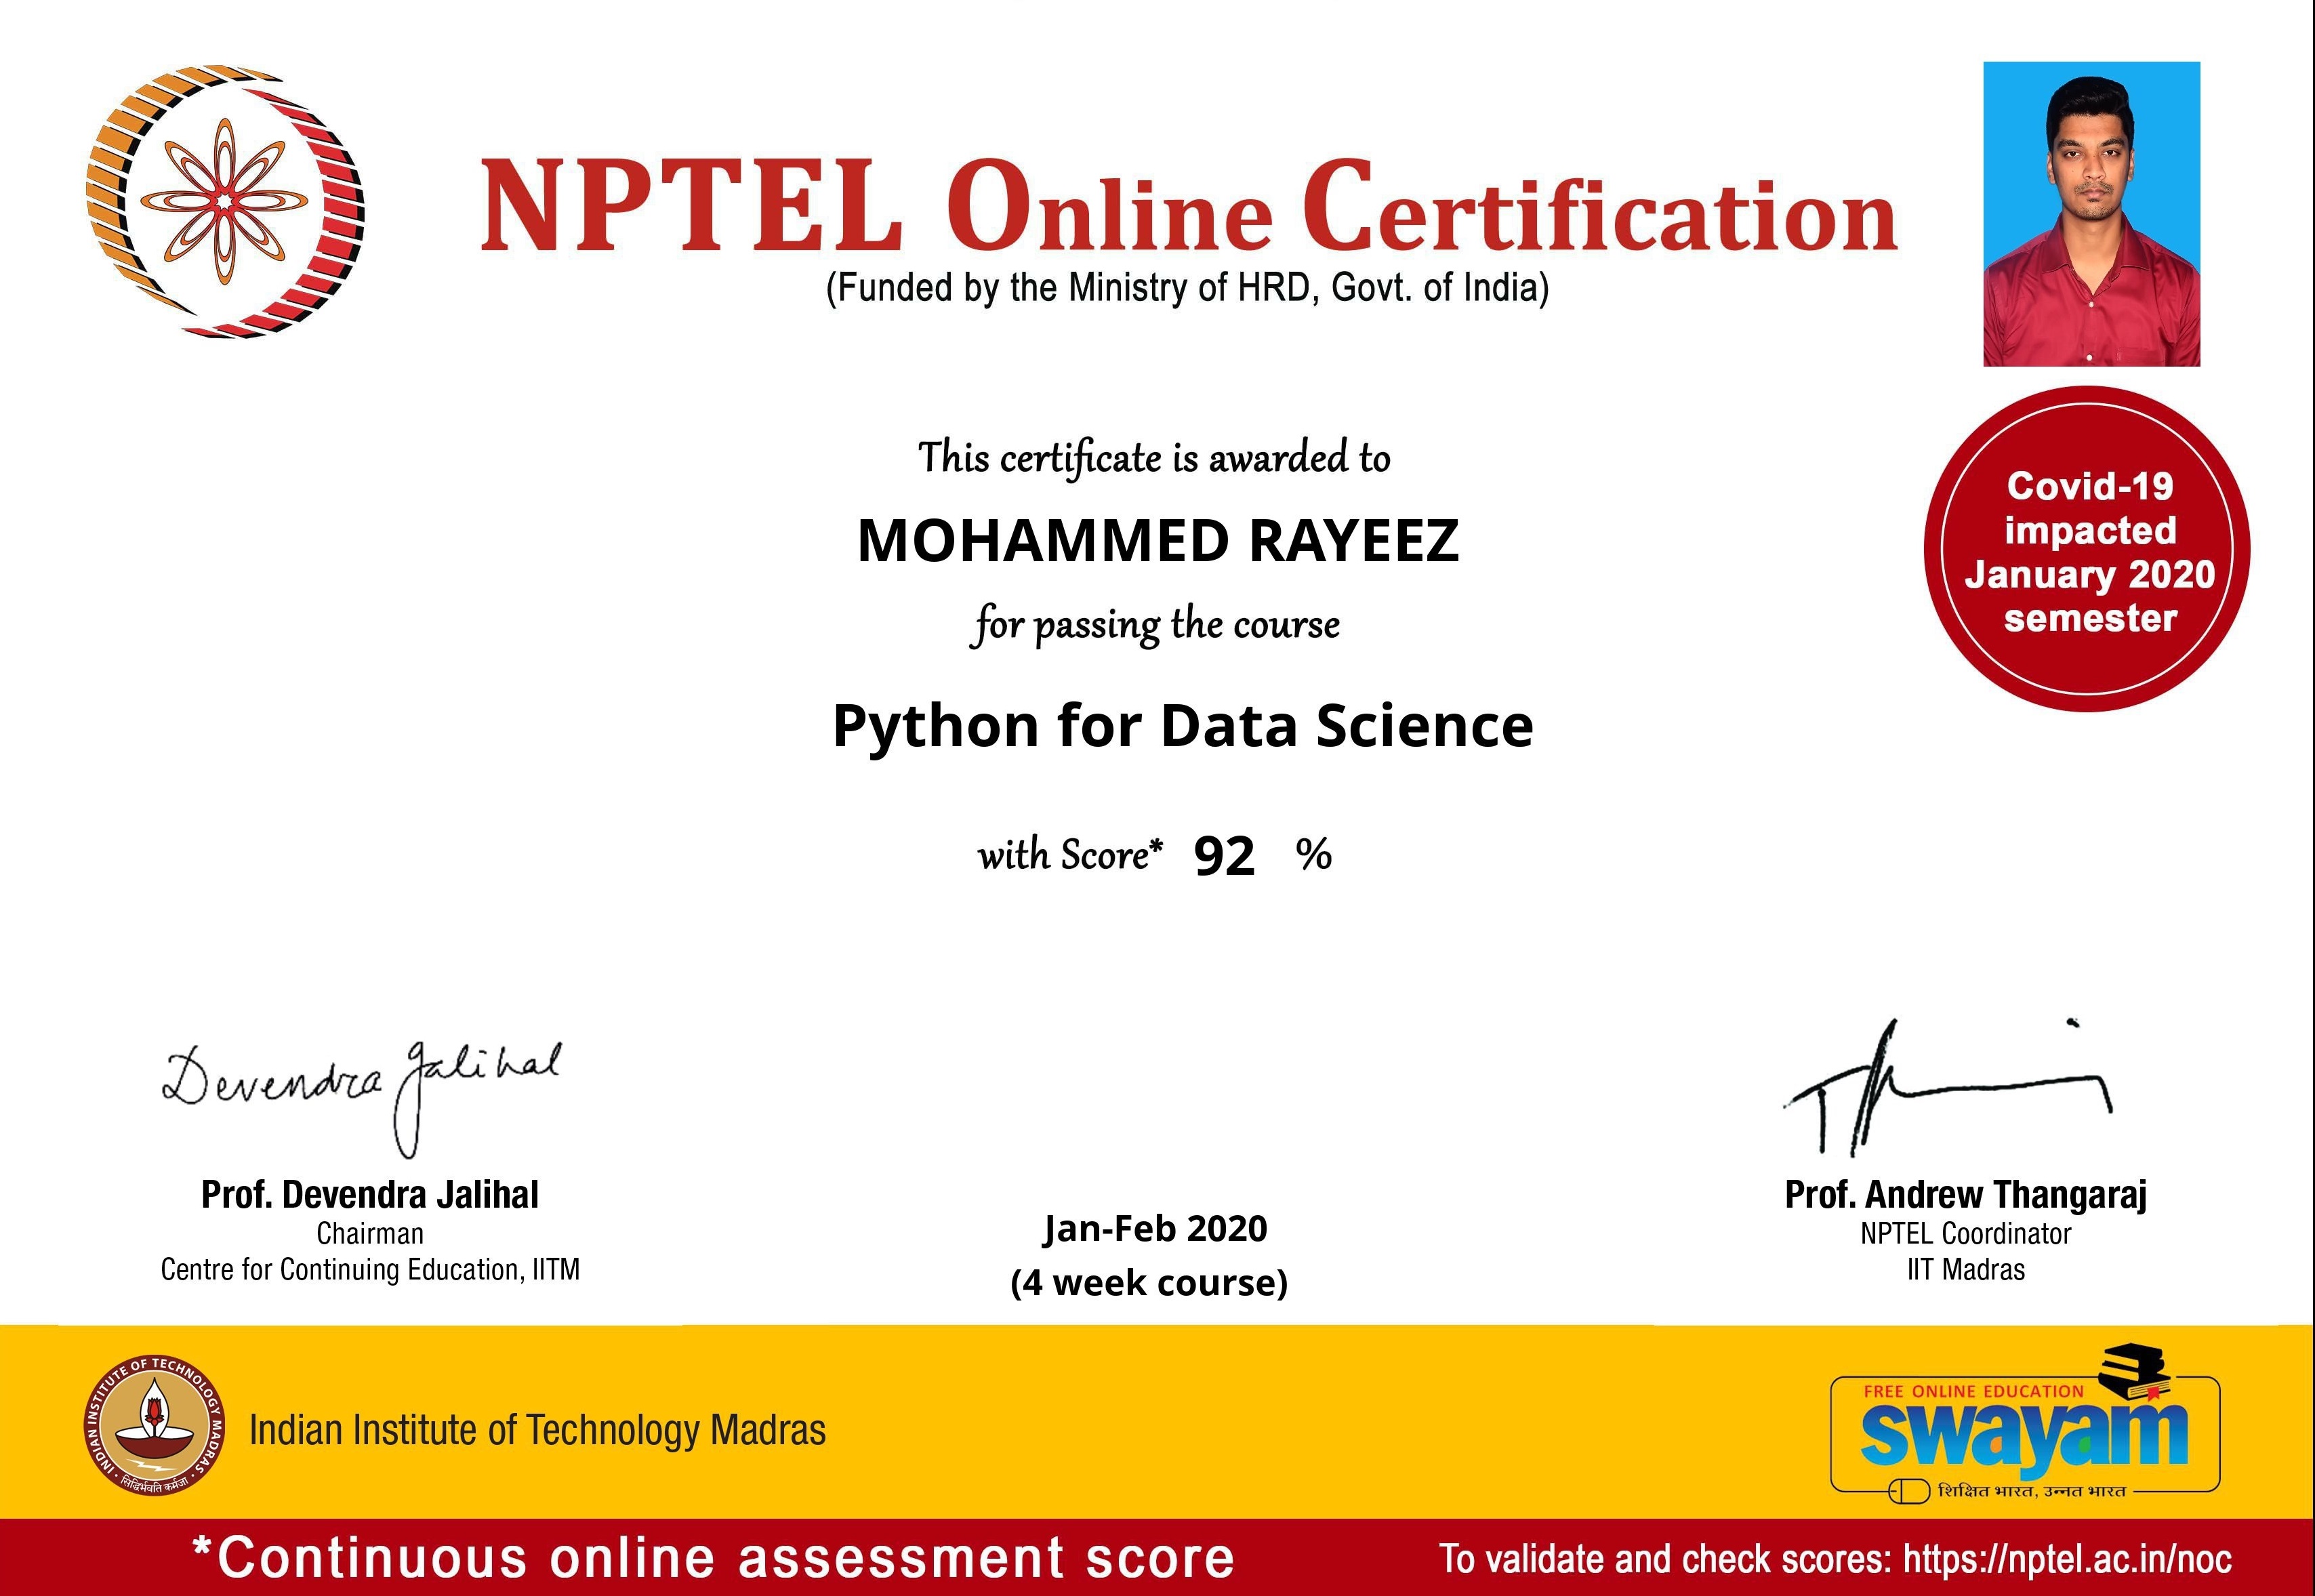 NPTEL Online Certification
(Funded by the Ministry of HRD, Govt. of India)
This certificate is awarded to
MOHAMMED RAYEEZ
for passing the course
Python for Data Science
with Score* 92 %
Covid-19
impacted
January 2020
semester
Devendra Jalihal
Prof. Devendra Jalihal
Chairman
Centre for Continuing Education, IITM
Jan-Feb 2020
(4 week course)
Prof. Andrew Thangaraj
NPTEL Coordinator
IIT Madras
INDIAN INSTITUTE OF TECHNOLOGY MADRAS
सिद्धिर्भवति कर्मजा
Indian Institute of Technology Madras
FREE ONLINE EDUCATION
swayam
शिक्षित भारत, उन्नत भारत
*Continuous online assessment score
To validate and check scores: https://nptel.ac.in/noc